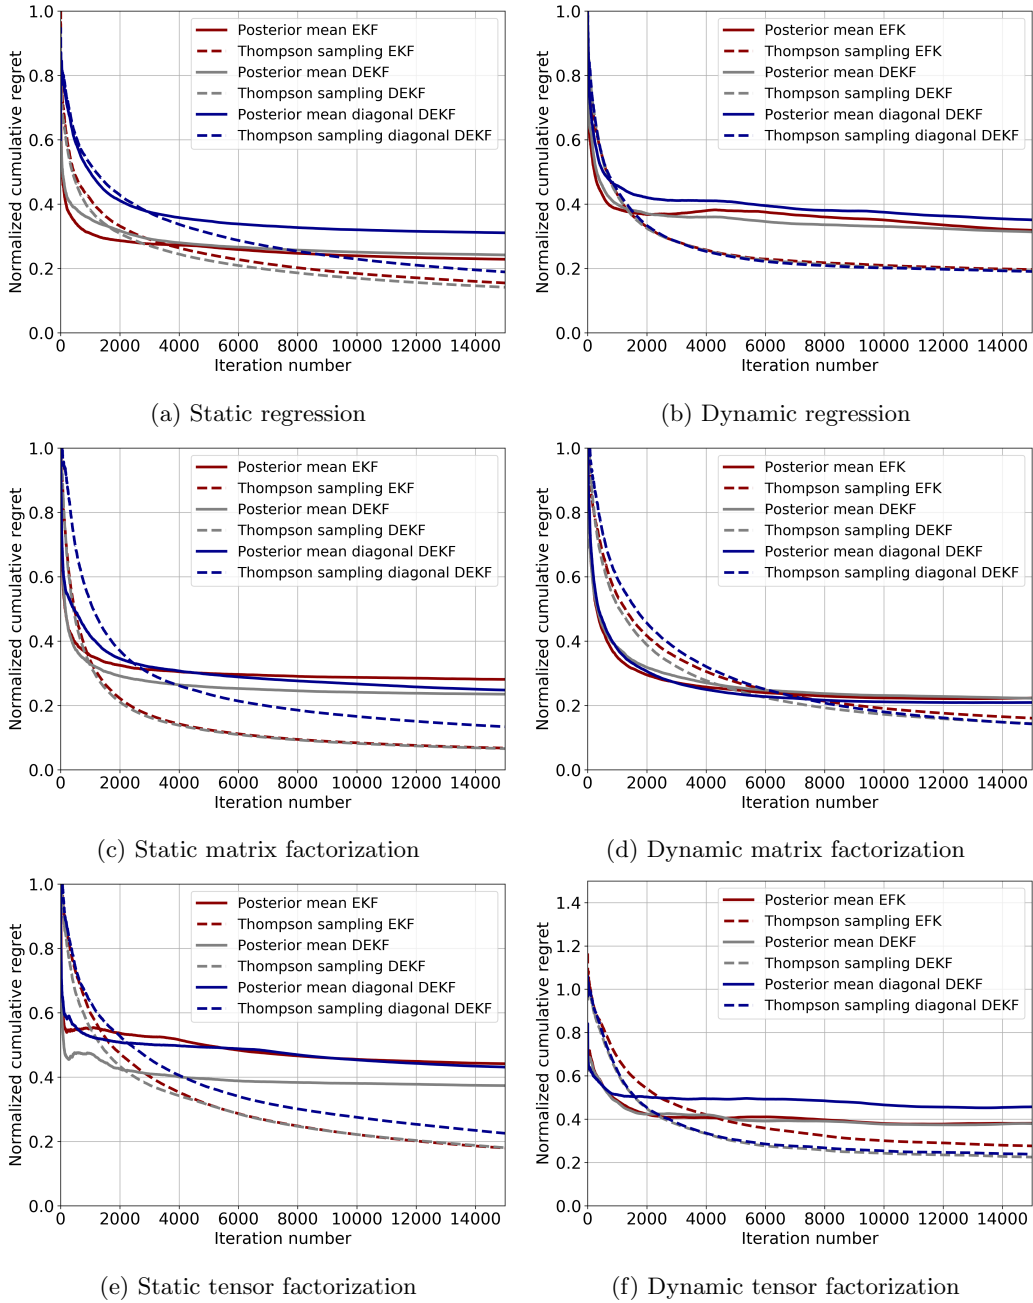 Normalized cumulative regret
1.0
0.8
0.6
0.4
0.2
0.0
Posterior mean EKF
Thompson sampling EKF
Posterior mean DEKF
Thompson sampling DEKF
Posterior mean diagonal DEKF
Thompson sampling diagonal DEKF
0 2000 4000 6000 8000 10000 12000 14000
Iteration number
(a) Static regression
Normalized cumulative regret
1.0
0.8
0.6
0.4
0.2
0.0
Posterior mean EFK
Thompson sampling EFK
Posterior mean DEKF
Thompson sampling DEKF
Posterior mean diagonal DEKF
Thompson sampling diagonal DEKF
0 2000 4000 6000 8000 10000 12000 14000
Iteration number
(b) Dynamic regression
Normalized cumulative regret
1.0
0.8
0.6
0.4
0.2
0.0
Posterior mean EKF
Thompson sampling EKF
Posterior mean DEKF
Thompson sampling DEKF
Posterior mean diagonal DEKF
Thompson sampling diagonal DEKF
0 2000 4000 6000 8000 10000 12000 14000
Iteration number
(c) Static matrix factorization
Normalized cumulative regret
1.0
0.8
0.6
0.4
0.2
0.0
Posterior mean EFK
Thompson sampling EFK
Posterior mean DEKF
Thompson sampling DEKF
Posterior mean diagonal DEKF
Thompson sampling diagonal DEKF
0 2000 4000 6000 8000 10000 12000 14000
Iteration number
(d) Dynamic matrix factorization
Normalized cumulative regret
1.0
0.8
0.6
0.4
0.2
0.0
Posterior mean EKF
Thompson sampling EKF
Posterior mean DEKF
Thompson sampling DEKF
Posterior mean diagonal DEKF
Thompson sampling diagonal DEKF
0 2000 4000 6000 8000 10000 12000 14000
Iteration number
(e) Static tensor factorization
Normalized cumulative regret
1.4
1.2
1.0
0.8
0.6
0.4
0.2
0.0
Posterior mean EFK
Thompson sampling EFK
Posterior mean DEKF
Thompson sampling DEKF
Posterior mean diagonal DEKF
Thompson sampling diagonal DEKF
0 2000 4000 6000 8000 10000 12000 14000
Iteration number
(f) Dynamic tensor factorization